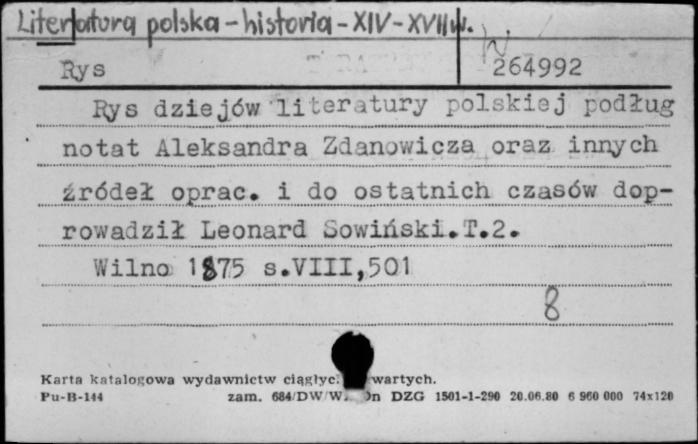 Literatura polska - historia - XIV - XVIII w.
Rys
264992
Rys dziejów literatury polskiej podług
notat Aleksandra Zdanowicza oraz innych
źródeł oprac. i do ostatnich czasów dop-
rowadził Leonard Sowiński.T.2.
Wilno 1875 s.VIII,501
8
Karta katalogowa wydawnictw wartych.
Pu-B-144 zam. 684/DW/W. DZG 1501-1-290 20.06.80 6 960 000 74x120